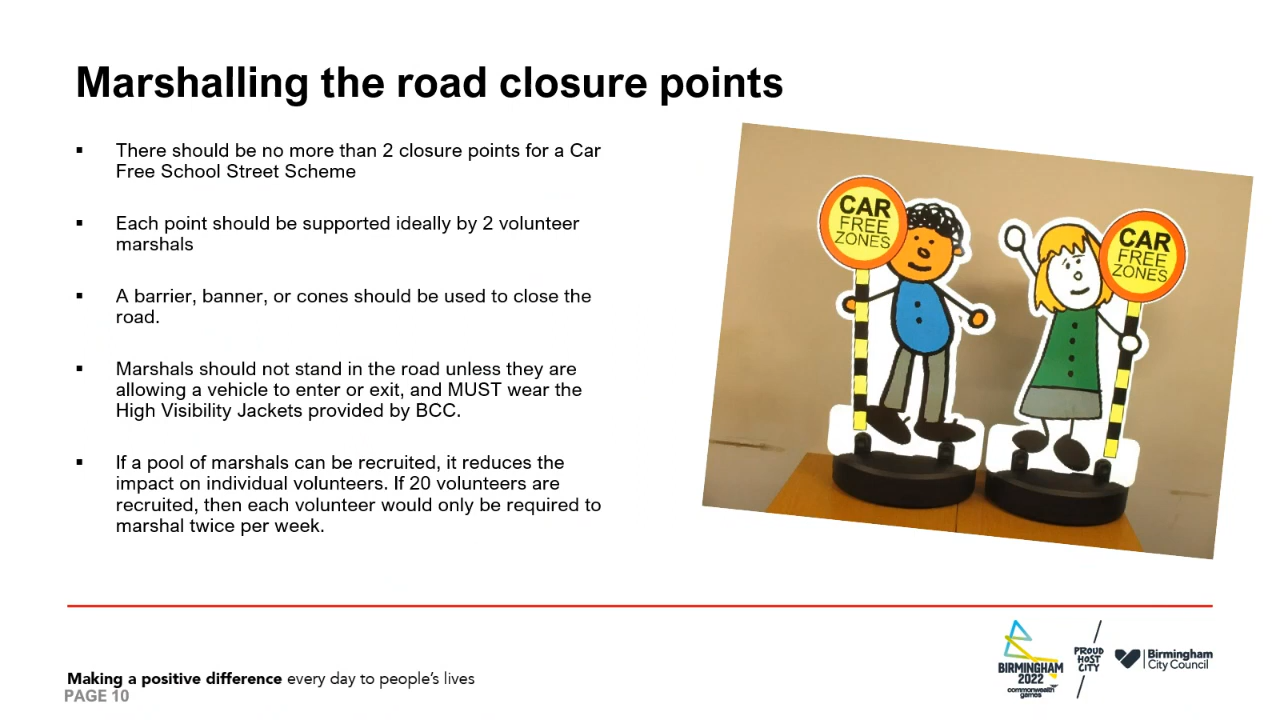 Marshalling the road closure points
▪ There should be no more than 2 closure points for a Car
Free School Street Scheme
▪ Each point should be supported ideally by 2 volunteer
marshals
▪ A barrier, banner, or cones should be used to close the
road.
▪ Marshals should not stand in the road unless they are
allowing a vehicle to enter or exit, and MUST wear the
High Visibility Jackets provided by BCC.
▪ If a pool of marshals can be recruited, it reduces the
impact on individual volunteers. If 20 volunteers are
recruited, then each volunteer would only be required to
marshal twice per week.
CAR
FREE
ZONES
CAR
FREE
ZONES
Making a positive difference every day to people's lives
PAGE 10
BIRMINGHAM
2022
commonwealth
games
PROUD
HOST
CITY
Birmingham
City Council